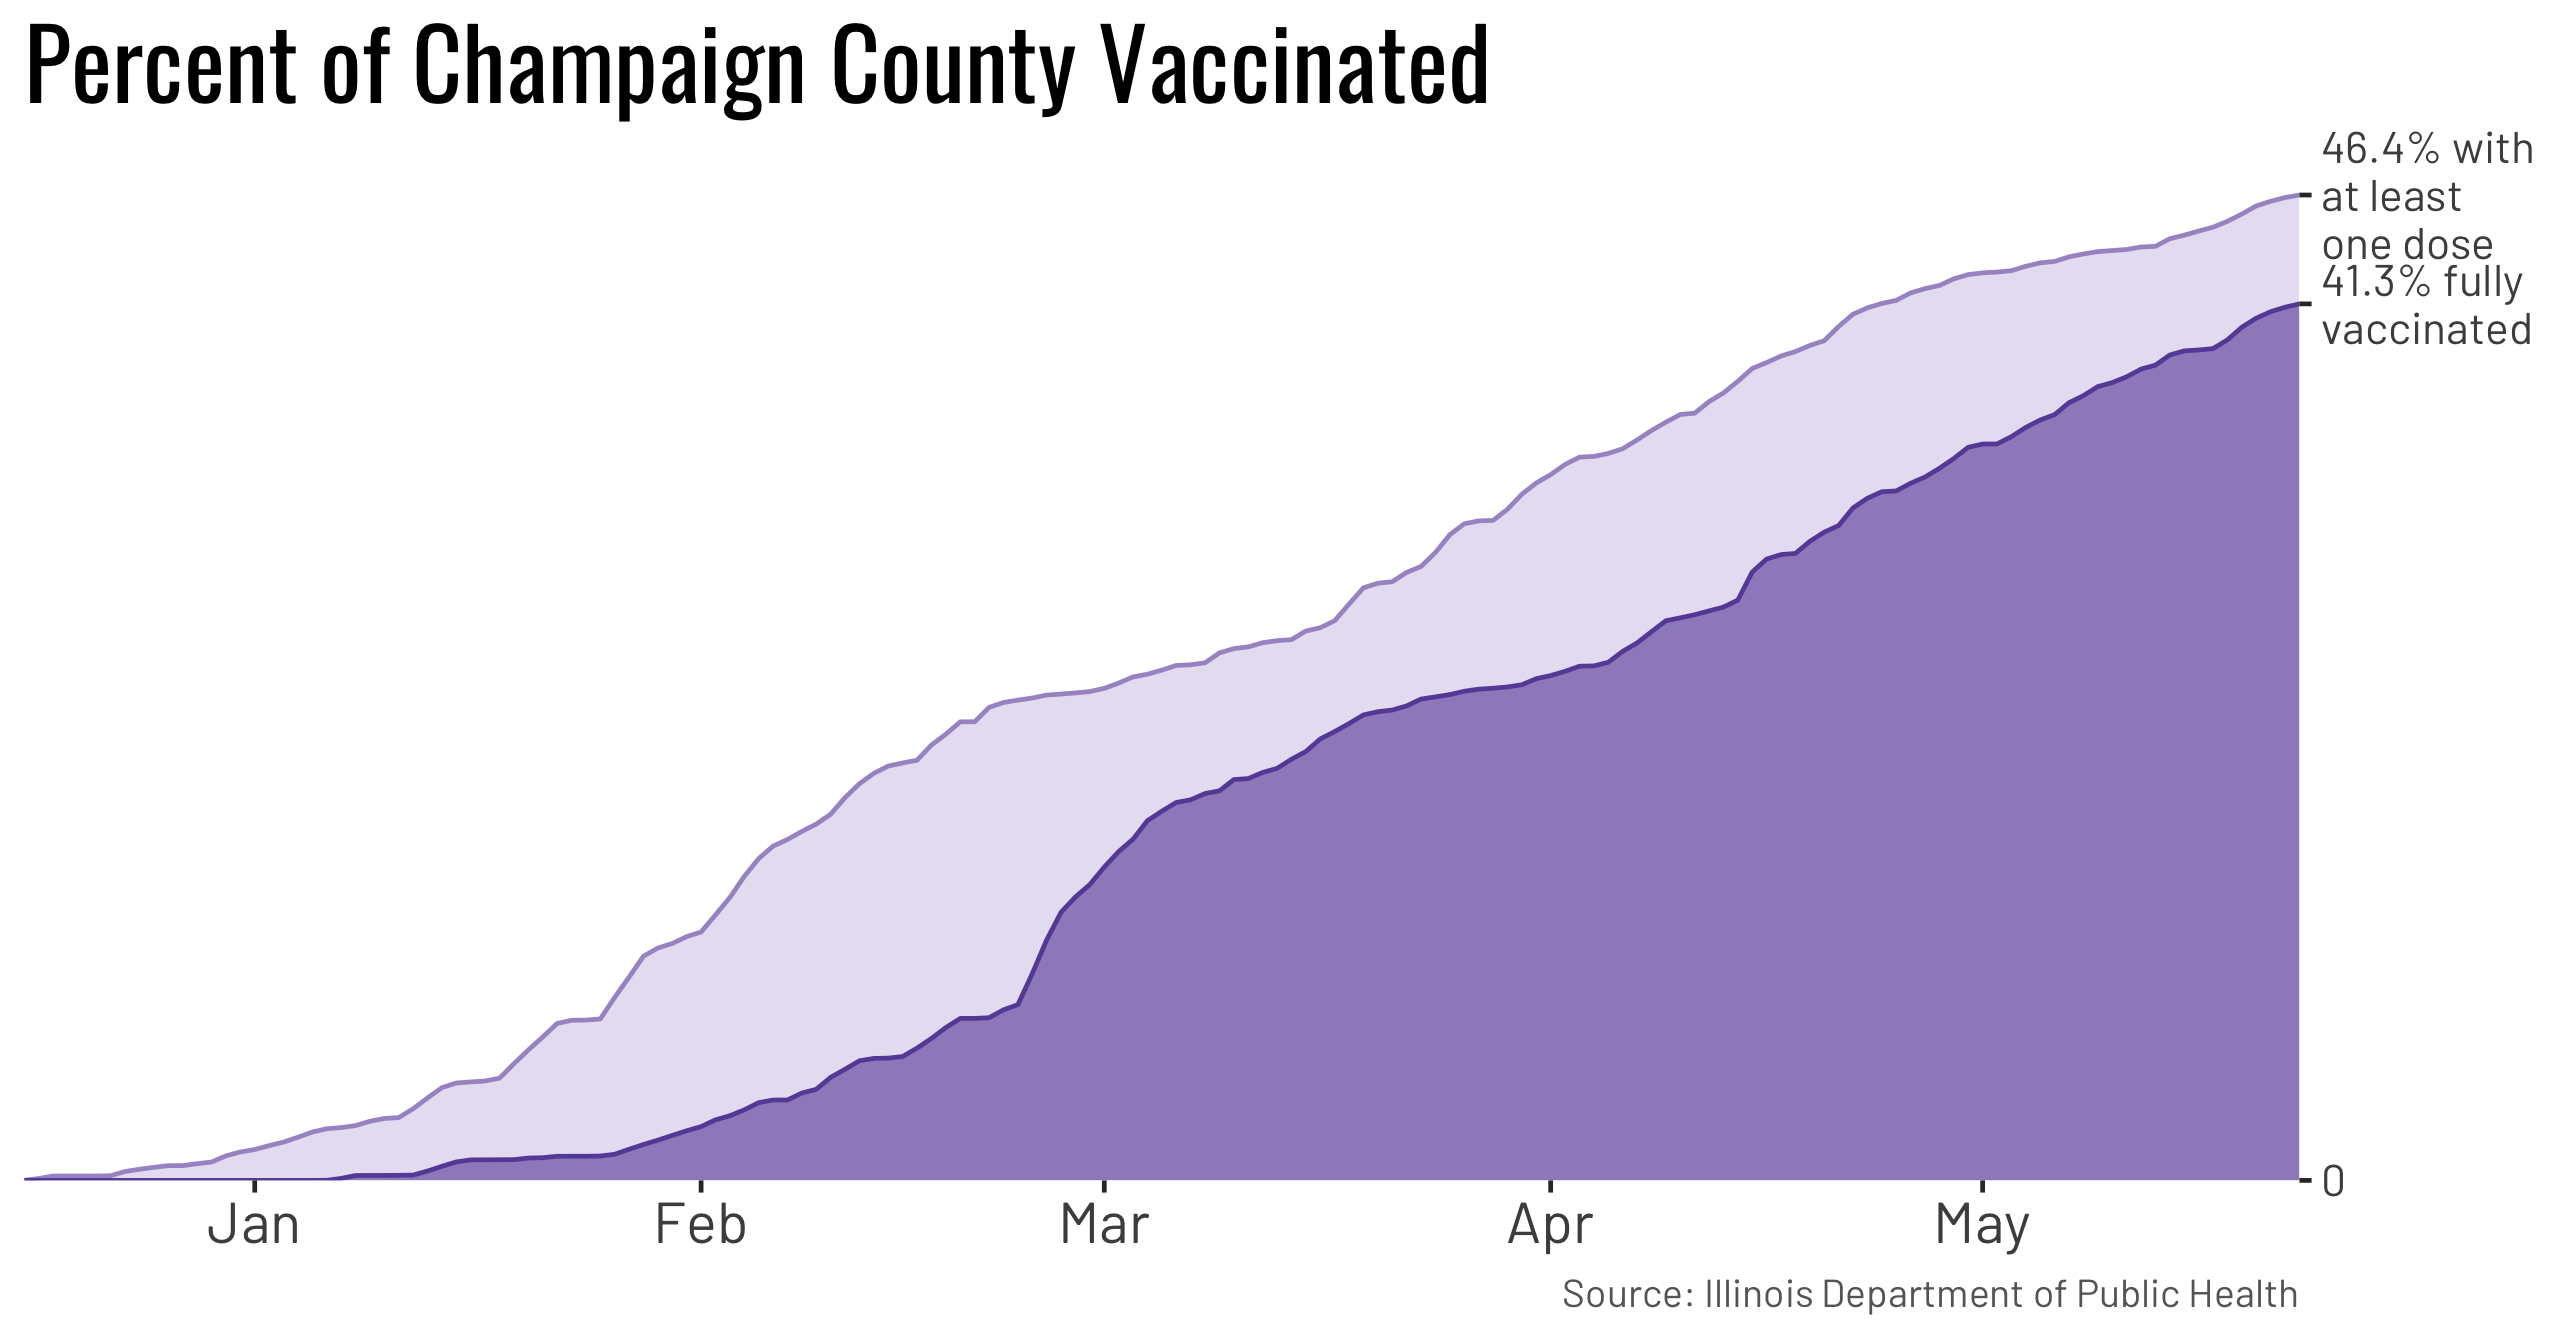 Percent of Champaign County Vaccinated
46.4% with
at least
one dose
41.3% fully
vaccinated
0
Jan Feb Mar Apr May
Source: Illinois Department of Public Health